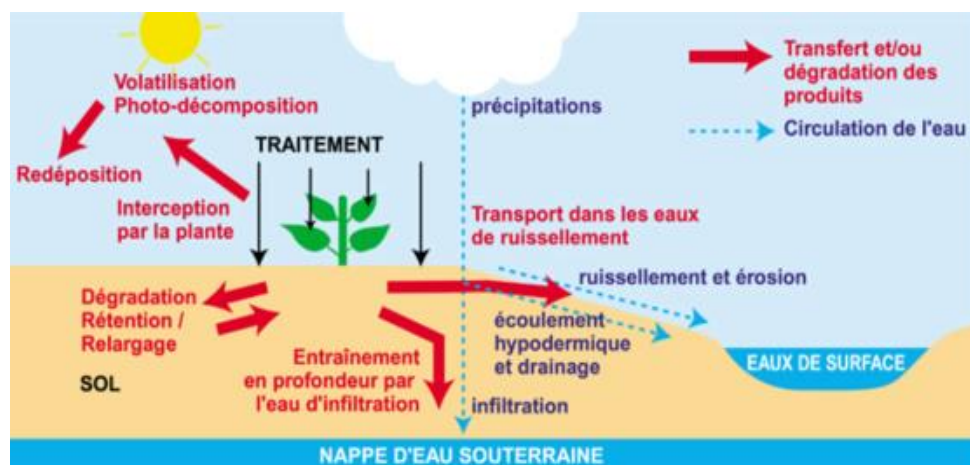 Volatilisation
Photo-décomposition
Redéposition
Interception
par la plante
TRAITEMENT
précipitations
Transfert et/ou
dégradation des
produits
Circulation de l'eau
Transport dans les eaux
de ruissellement
ruissellement et érosion
Dégradation
Rétention /
Relargage
SOL
Entraînement
en profondeur par
l'eau d'infiltration
écoulement
hypodermique
et drainage
infiltration
EAUX DE SURFACE
NAPPE D'EAU SOUTERRAINE